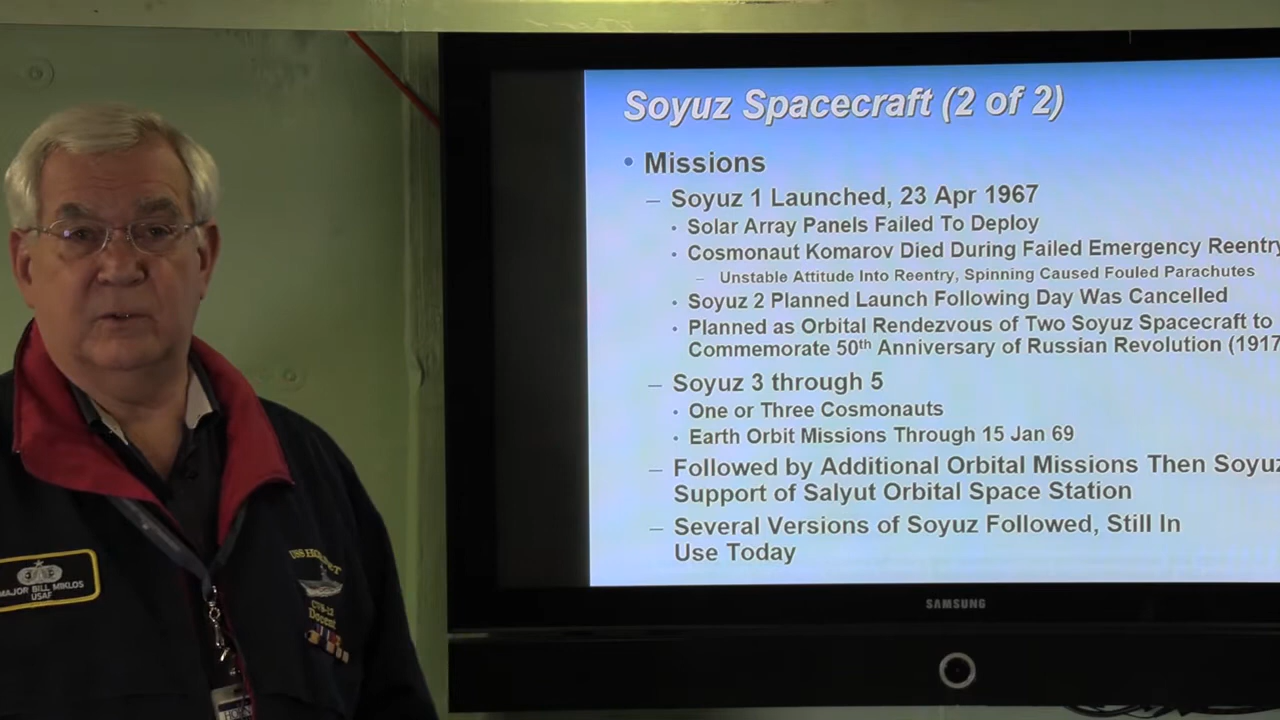 Soyuz Spacecraft (2 of 2)
• Missions
– Soyuz 1 Launched, 23 Apr 1967
• Solar Array Panels Failed To Deploy
• Cosmonaut Komarov Died During Failed Emergency Reentry
– Unstable Attitude Into Reentry, Spinning Caused Fouled Parachutes
• Soyuz 2 Planned Launch Following Day Was Cancelled
• Planned as Orbital Rendezvous of Two Soyuz Spacecraft to
Commemorate 50th Anniversary of Russian Revolution (1917
– Soyuz 3 through 5
• One or Three Cosmonauts
• Earth Orbit Missions Through 15 Jan 69
– Followed by Additional Orbital Missions Then Soyuz
Support of Salyut Orbital Space Station
– Several Versions of Soyuz Followed, Still In
Use Today
SAMSUNG
MAJOR BILL MIKLOS
USAF
USS
CVS-12
Docent